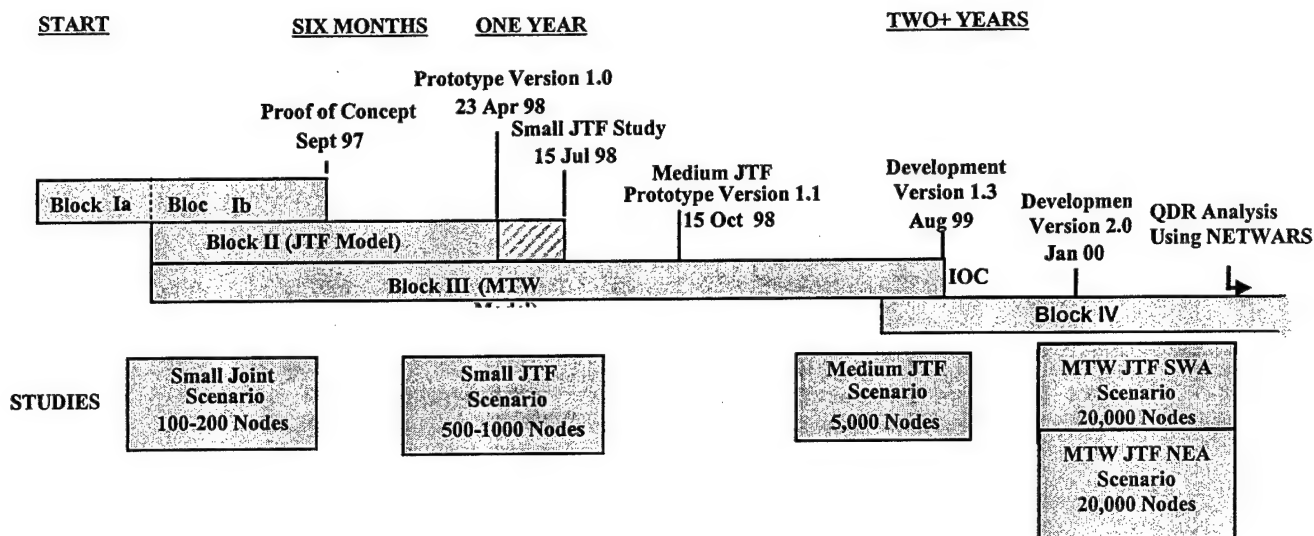 START
SIX MONTHS
ONE YEAR
TWO+ YEARS
Prototype Version 1.0
23 Apr 98
Proof of Concept
Sept 97
Small JTF Study
15 Jul 98
Medium JTF
Prototype Version 1.1
15 Oct 98
Development
Version 1.3
Aug 99
Developmen
Version 2.0
Jan 00
QDR Analysis
Using NETWARS
Block Ia
Bloc Ib
Block II (JTF Model)
Block III (MTW
IOC
Block IV
STUDIES
Small Joint
Scenario
100-200 Nodes
Small JTF
Scenario
500-1000 Nodes
Medium JTF
Scenario
5,000 Nodes
MTW JTF SWA
Scenario
20,000 Nodes
MTW JTF NEA
Scenario
20,000 Nodes